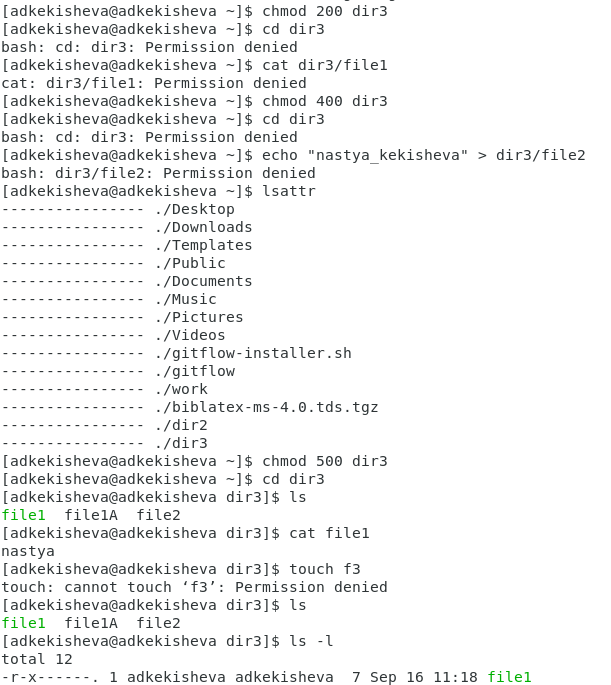 [adkekisheva@adkekisheva ~]$ chmod 200 dir3
[adkekisheva@adkekisheva ~]$ cd dir3
bash: cd: dir3: Permission denied
[adkekisheva@adkekisheva ~]$ cat dir3/file1
cat: dir3/file1: Permission denied
[adkekisheva@adkekisheva ~]$ chmod 400 dir3
[adkekisheva@adkekisheva ~]$ cd dir3
bash: cd: dir3: Permission denied
[adkekisheva@adkekisheva ~]$ echo "nastya_kekisheva" > dir3/file2
bash: dir3/file2: Permission denied
[adkekisheva@adkekisheva ~]$ lsattr
---------------- ./Desktop
---------------- ./Downloads
---------------- ./Templates
---------------- ./Public
---------------- ./Documents
---------------- ./Music
---------------- ./Pictures
---------------- ./Videos
---------------- ./gitflow-installer.sh
---------------- ./gitflow
---------------- ./work
---------------- ./biblatex-ms-4.0.tds.tgz
---------------- ./dir2
---------------- ./dir3
[adkekisheva@adkekisheva ~]$ chmod 500 dir3
[adkekisheva@adkekisheva ~]$ cd dir3
[adkekisheva@adkekisheva dir3]$ ls
file1  file1A  file2
[adkekisheva@adkekisheva dir3]$ cat file1
nastya
[adkekisheva@adkekisheva dir3]$ touch f3
touch: cannot touch ‘f3’: Permission denied
[adkekisheva@adkekisheva dir3]$ ls
file1  file1A  file2
[adkekisheva@adkekisheva dir3]$ ls -l
total 12
-r-x------. 1 adkekisheva adkekisheva  7 Sep 16 11:18 file1